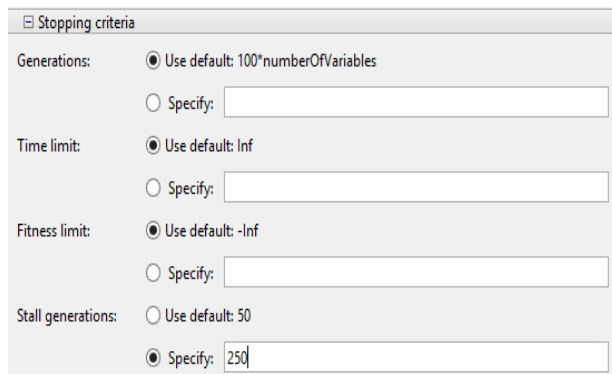 Stopping criteria
Generations: Use default: 100*numberOfVariables
Specify:
Time limit: Use default: Inf
Specify:
Fitness limit: Use default: -Inf
Specify:
Stall generations: Use default: 50
Specify: 250